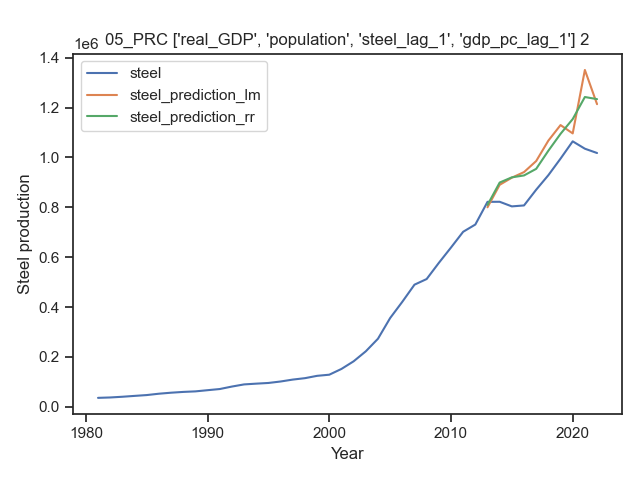 05_PRC ['real_GDP', 'population', 'steel_lag_1', 'gdp_pc_lag_1'] 2
1e6
steel
steel_prediction_lm
steel_prediction_rr
1.4
1.2
1.0
0.8
0.6
0.4
0.2
0.0
Steel production
1980
1990
2000
2010
2020
Year